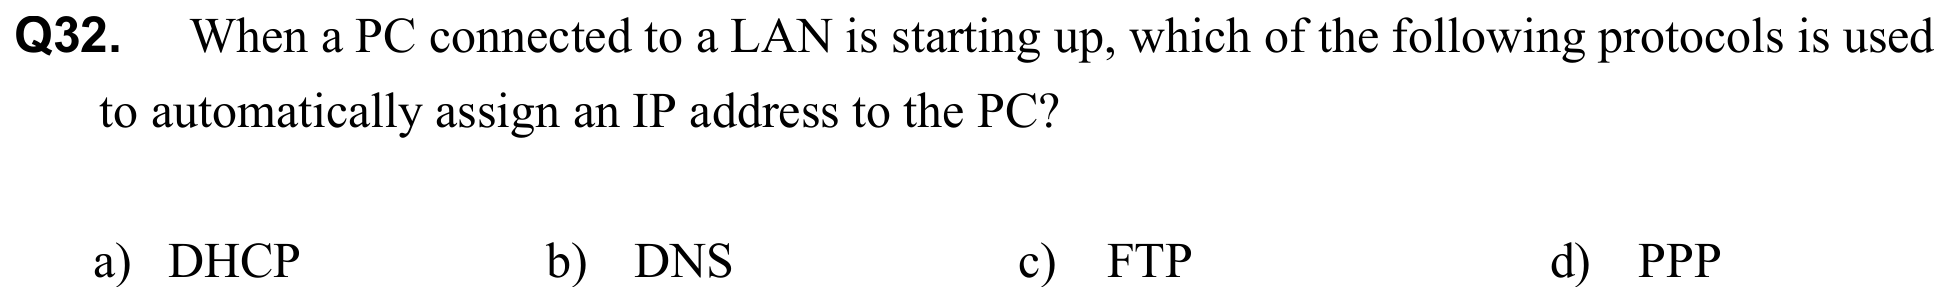 Q32. When a PC connected to a LAN is starting up, which of the following protocols is used
to automatically assign an IP address to the PC?
a) DHCP b) DNS c) FTP d) PPP